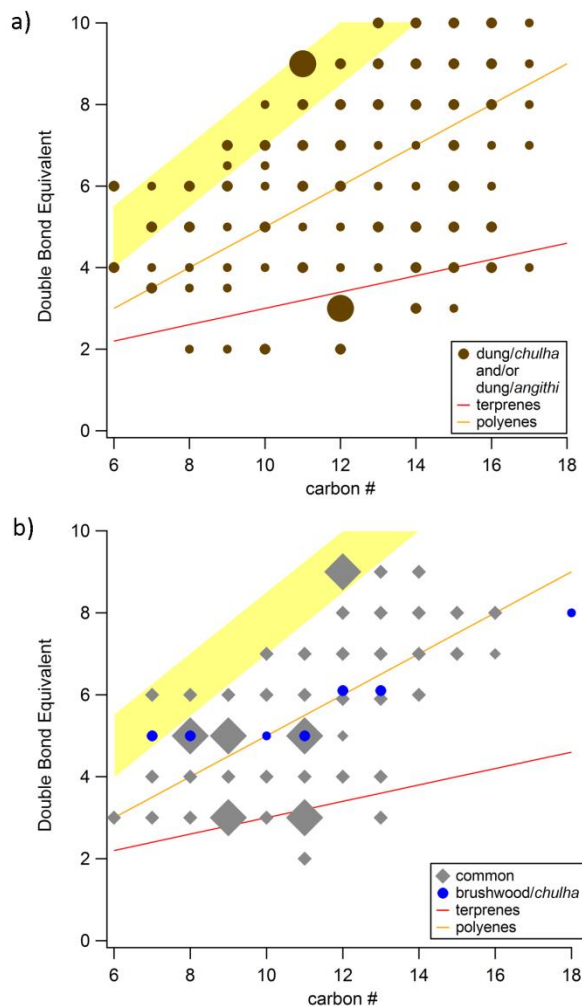 a)
10
8
6
4
2
0
Double Bond Equivalent
6
8
10
12
14
16
18
carbon #
dung/chulha
and/or
dung/angithi
terprenes
polyenes
b)
10
8
6
4
2
0
Double Bond Equivalent
6
8
10
12
14
16
18
carbon #
common
brushwood/chulha
terprenes
polyenes